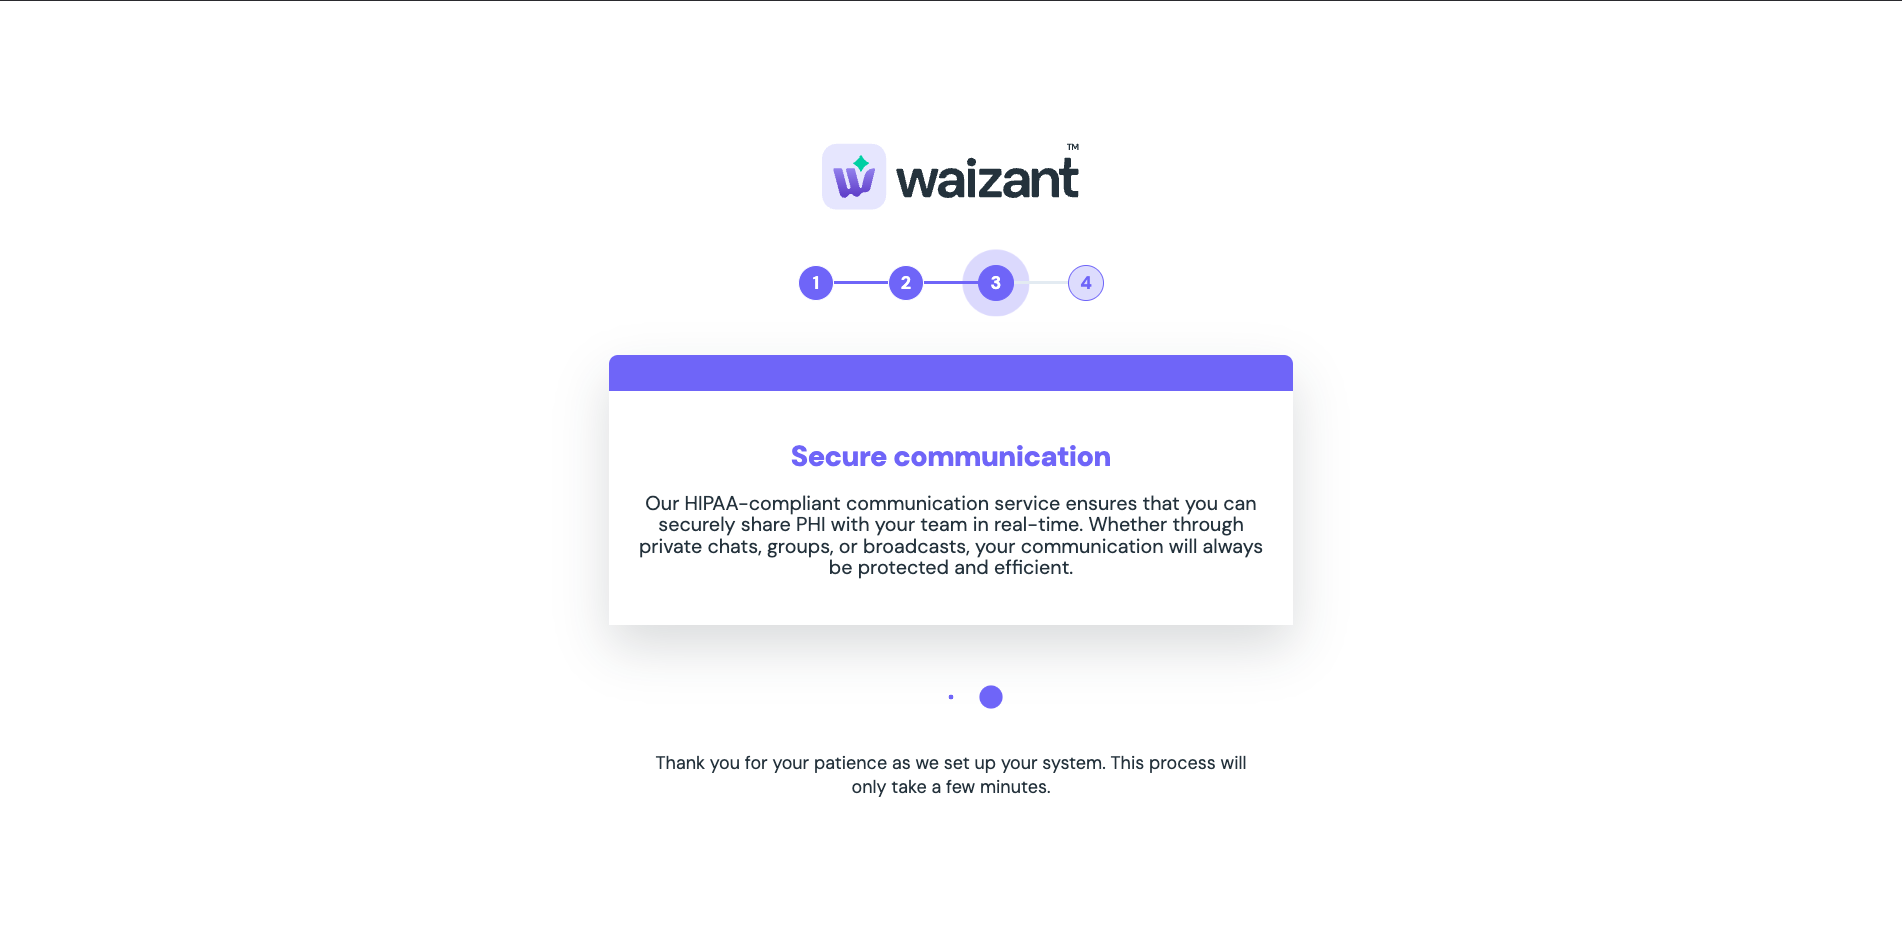 waizant™
1 2 3 4
Secure communication
Our HIPAA-compliant communication service ensures that you can
securely share PHI with your team in real-time. Whether through
private chats, groups, or broadcasts, your communication will always
be protected and efficient.
Thank you for your patience as we set up your system. This process will
only take a few minutes.